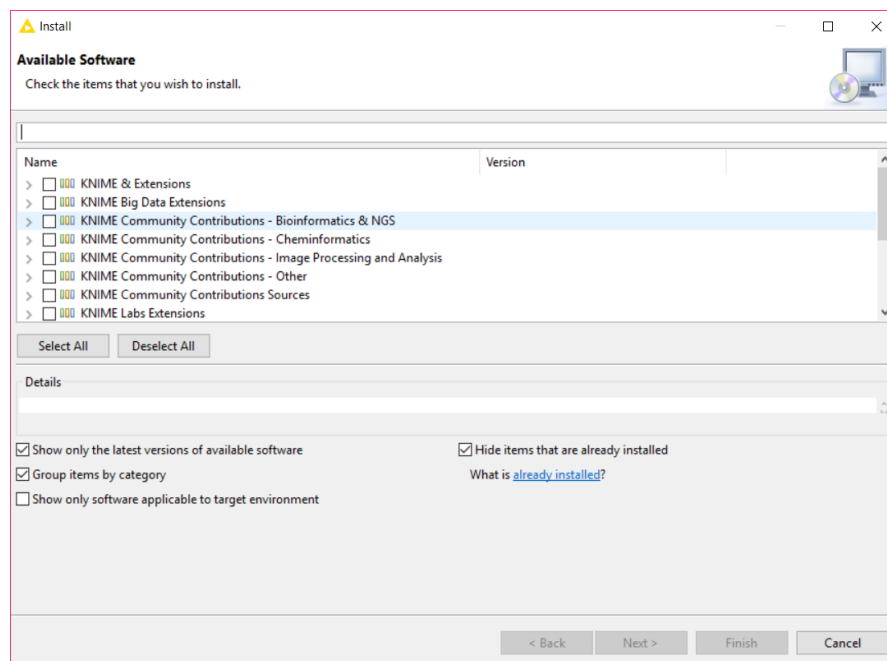 Install
Available Software
Check the items that you wish to install.
Name Version
KNIME & Extensions
KNIME Big Data Extensions
KNIME Community Contributions - Bioinformatics & NGS
KNIME Community Contributions - Cheminformatics
KNIME Community Contributions - Image Processing and Analysis
KNIME Community Contributions - Other
KNIME Community Contributions Sources
KNIME Labs Extensions
Select All Deselect All
Details
Show only the latest versions of available software Hide items that are already installed
Group items by category What is already installed?
Show only software applicable to target environment
< Back Next > Finish Cancel